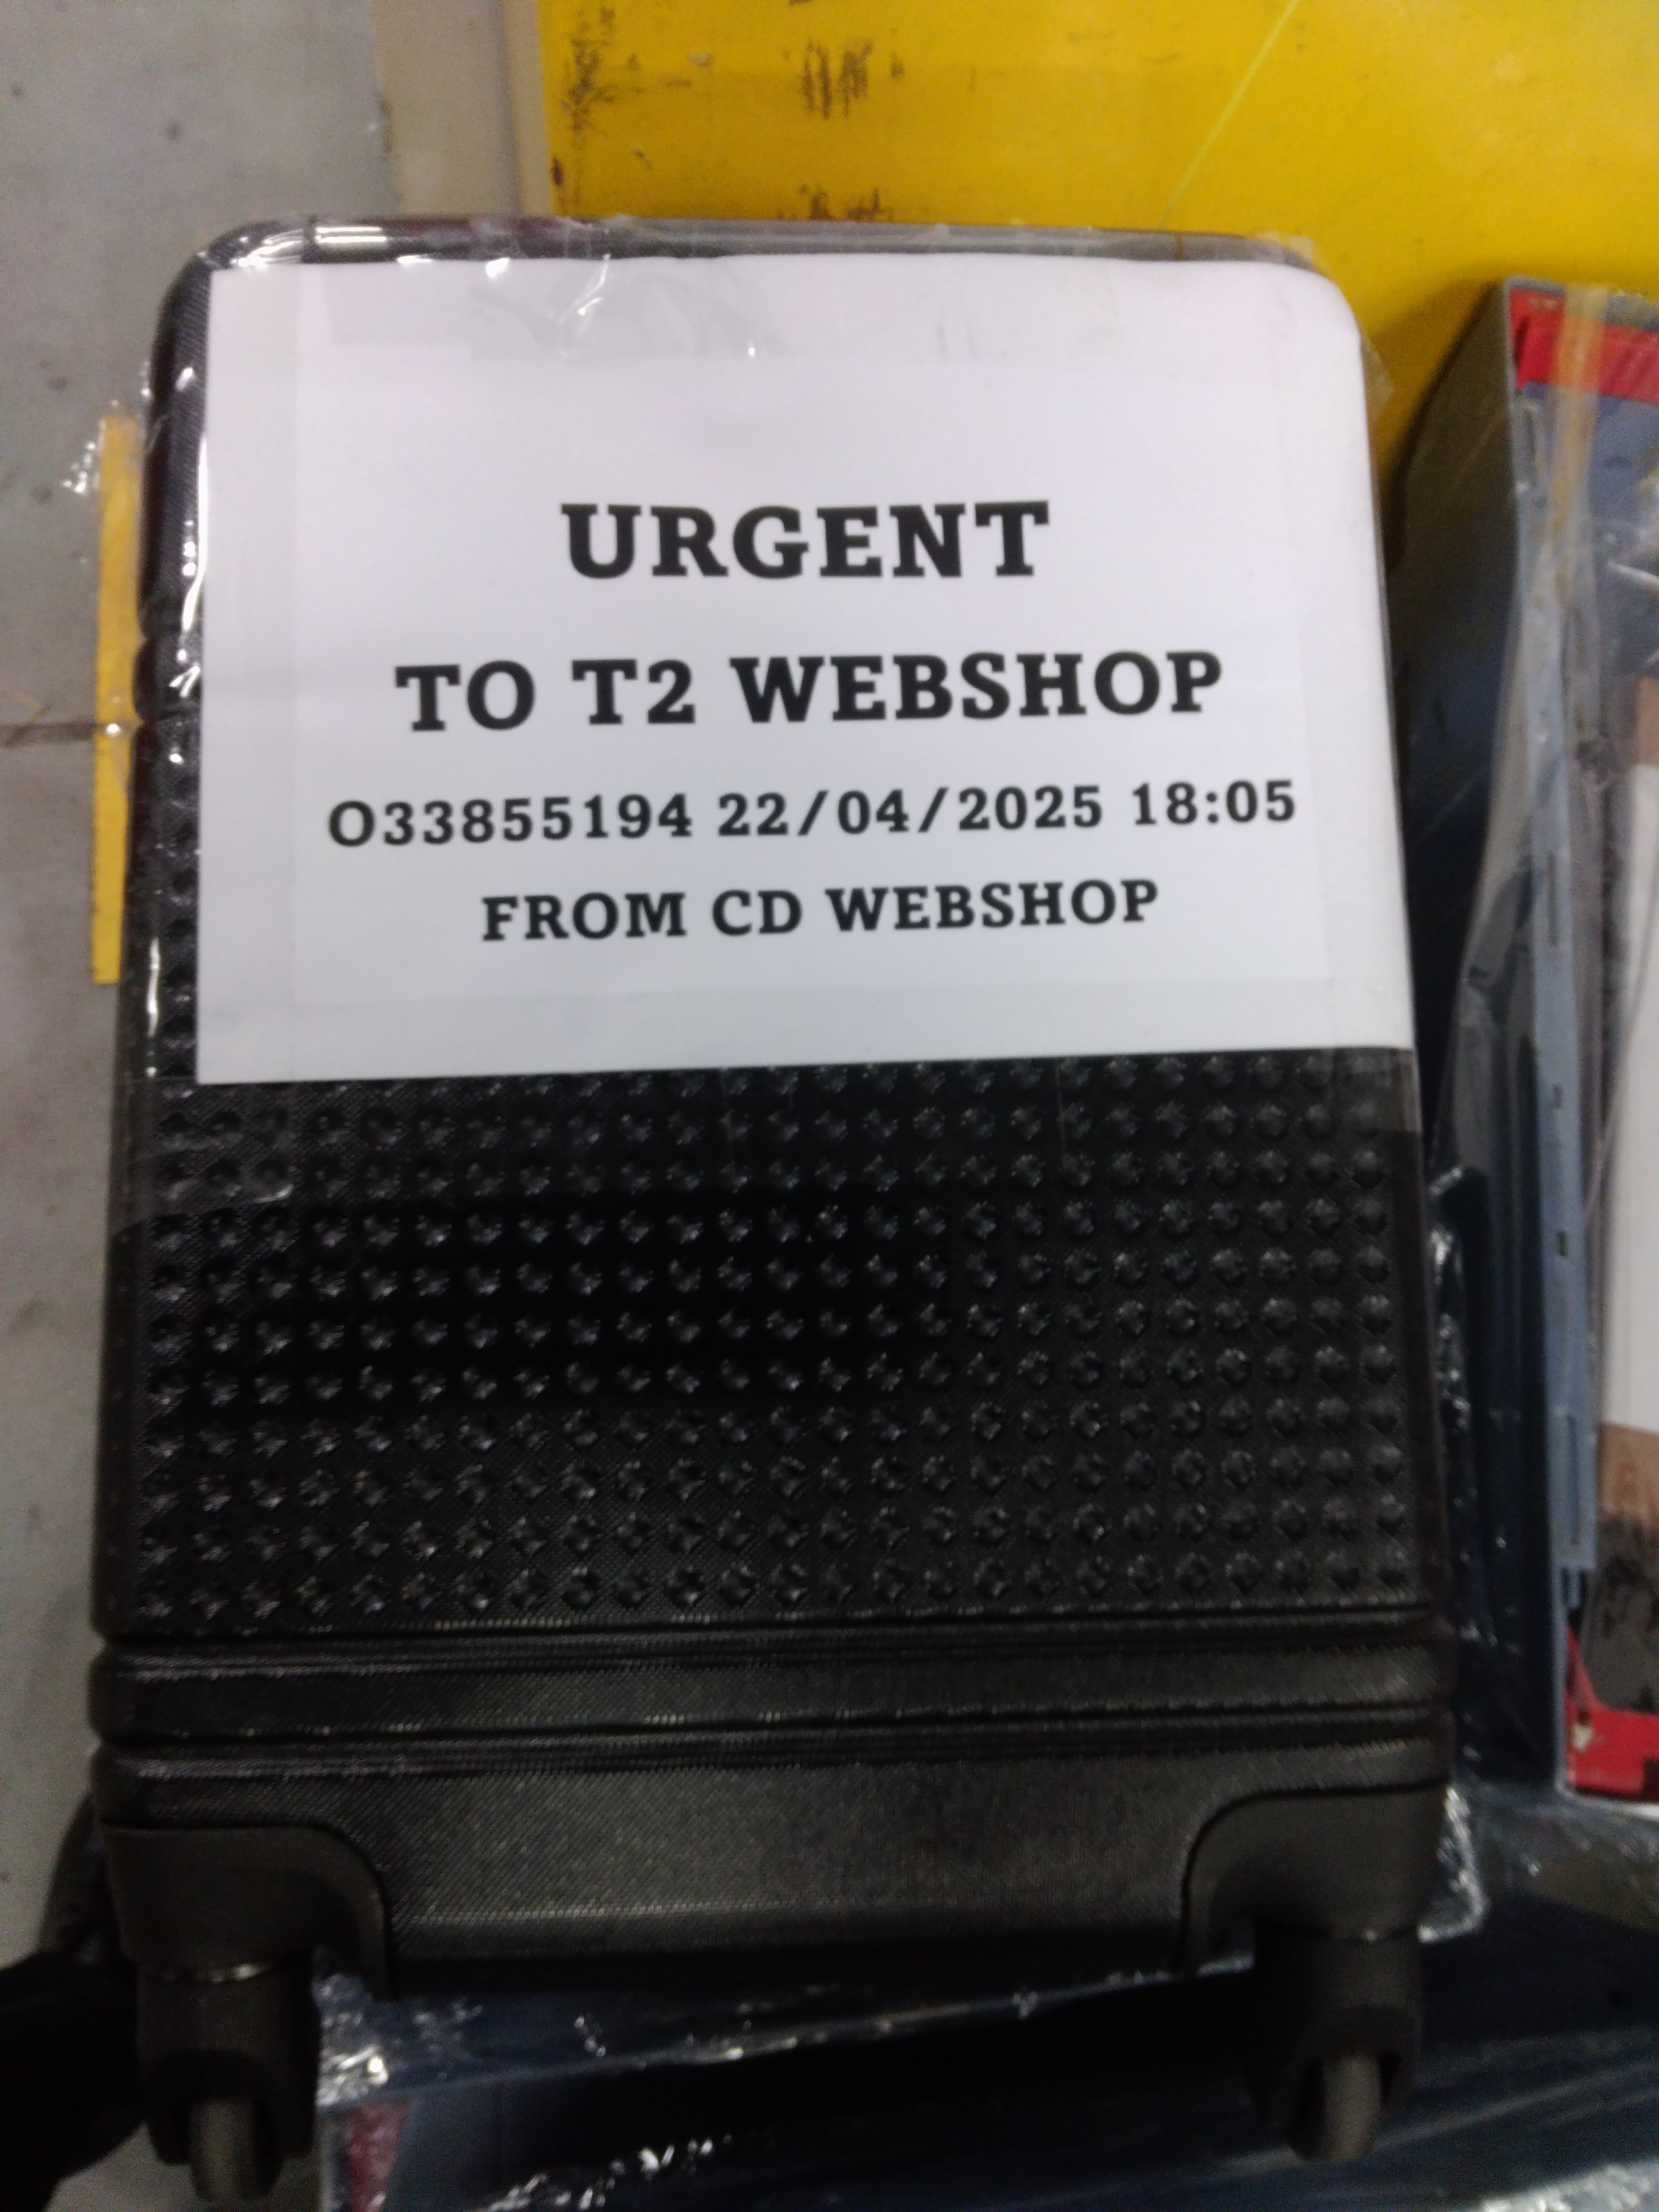 URGENT
TO T2 WEBSHOP
O33855194 22/04/2025 18:05
FROM CD WEBSHOP